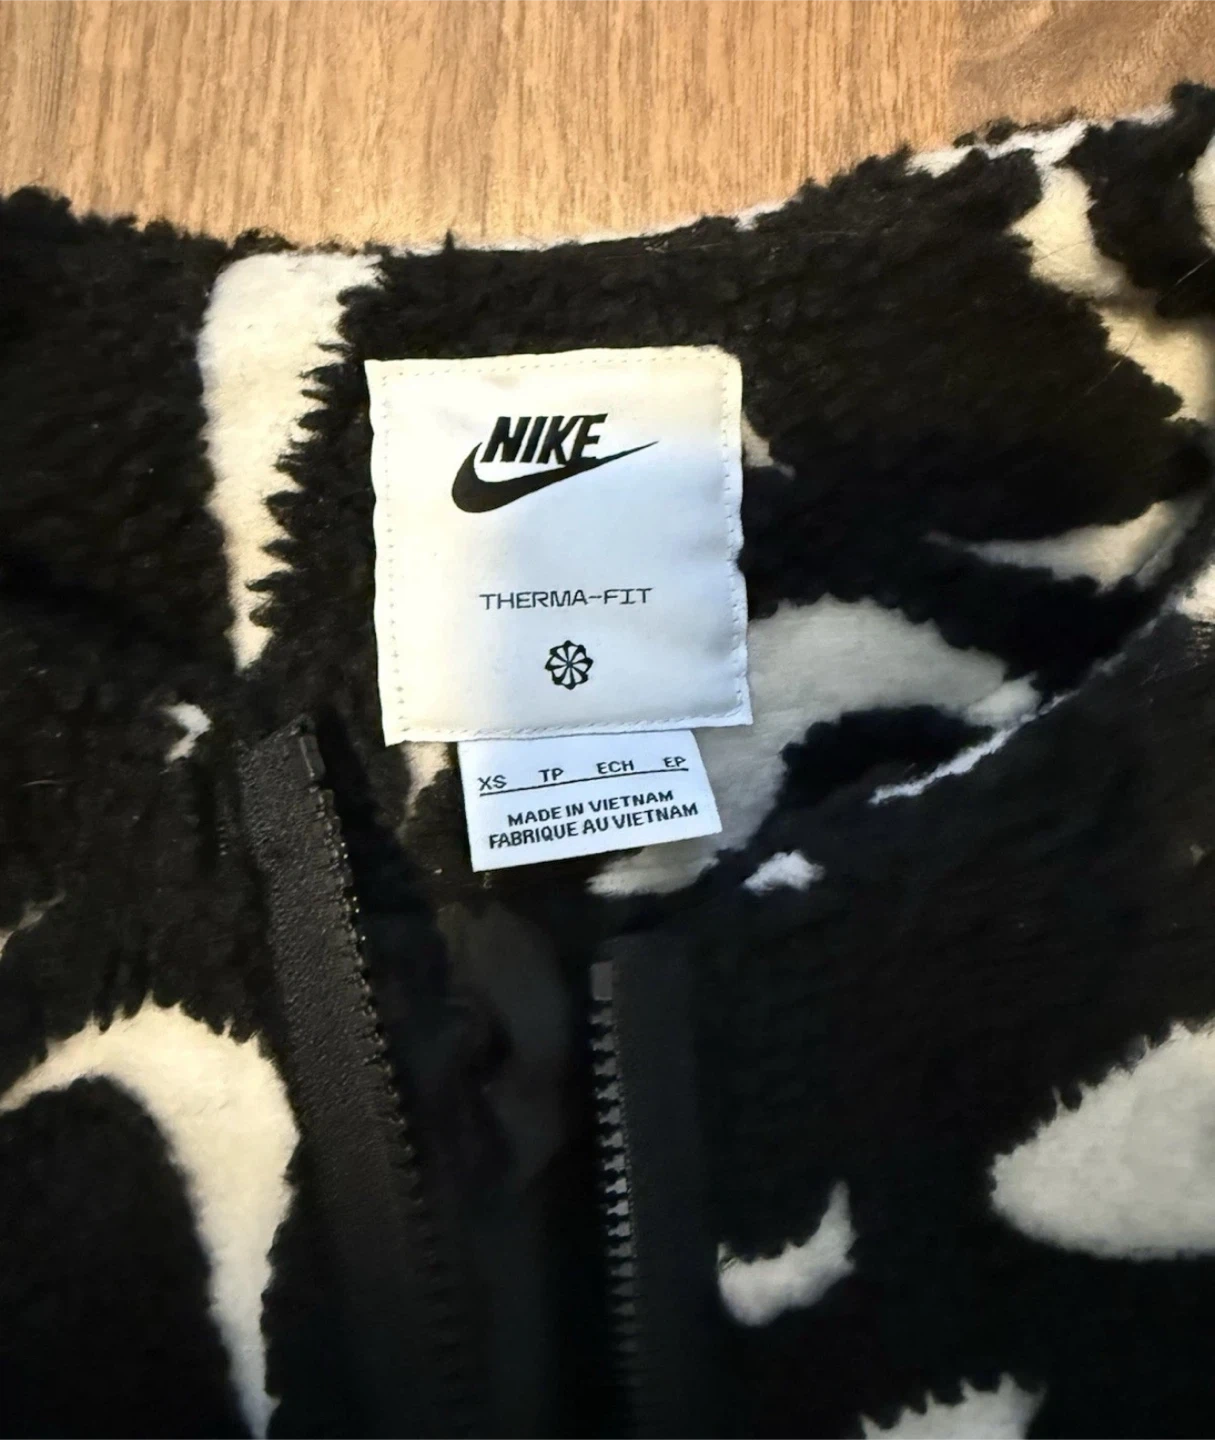 NIKE
THERMA-FIT
XS TP ECH EP
MADE IN VIETNAM
FABRIQUE AU VIETNAM